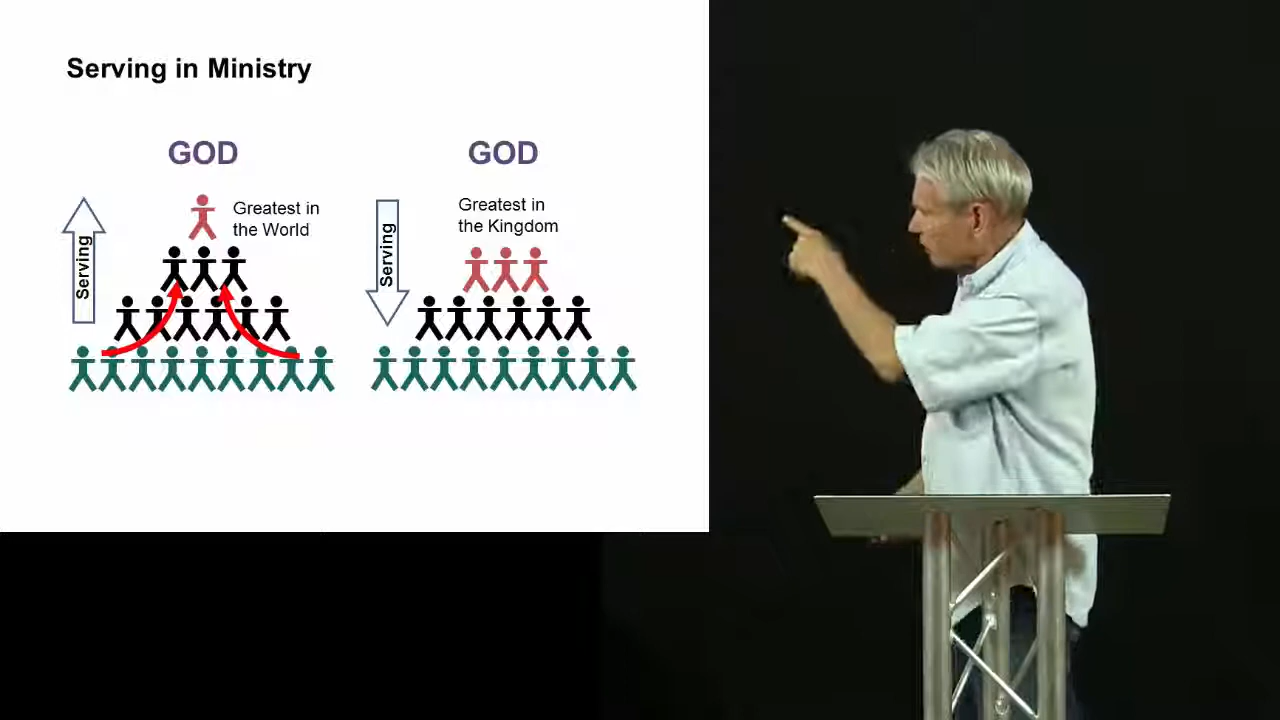 Serving in Ministry
GOD
Serving
Greatest in
the World
GOD
Serving
Greatest in
the Kingdom